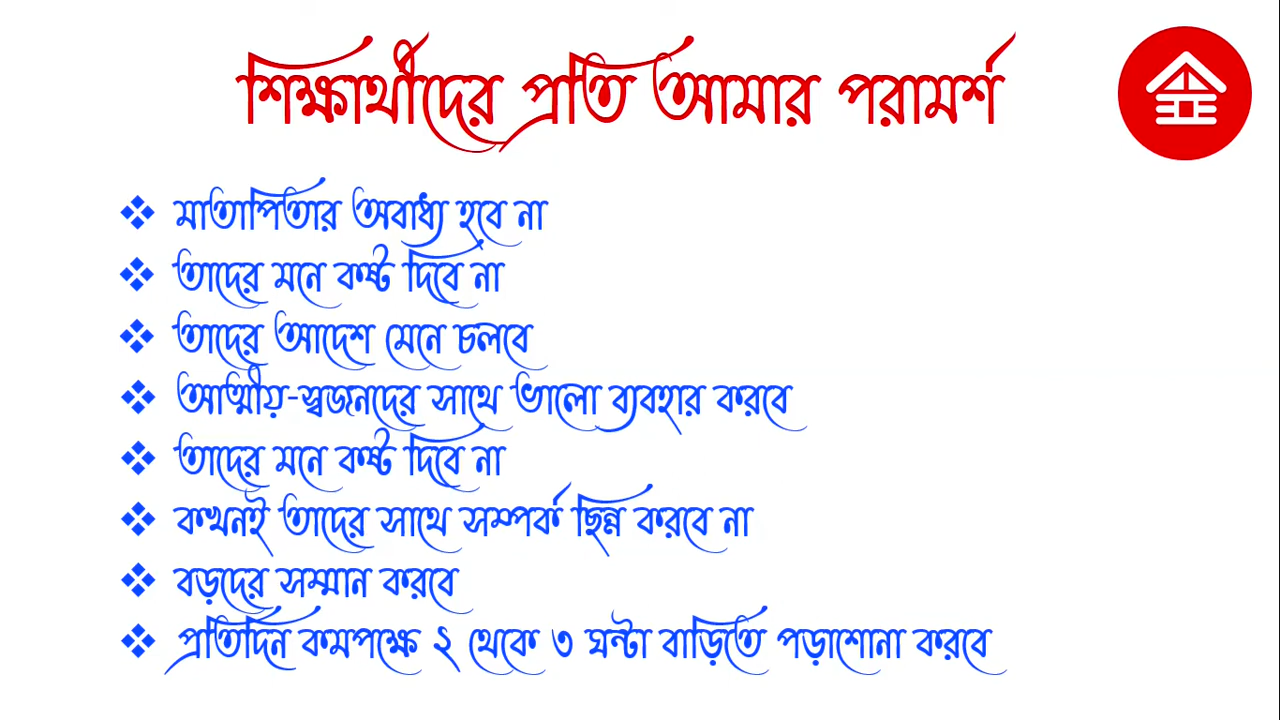 শিক্ষার্থীদের প্রতি আমার পরামর্শ
❖ মাতাপিতার অবাধ্য হবে না
❖ তাদের মনে কষ্ট দিবে না
❖ তাদের আদেশ মেনে চলবে
❖ আত্মীয়-স্বজনদের সাথে ভালো ব্যবহার করবে
❖ তাদের মনে কষ্ট দিবে না
❖ কখনই তাদের সাথে সম্পর্ক ছিন্ন করবে না
❖ বড়দের সম্মান করবে
❖ প্রতিদিন কমপক্ষে ২ থেকে ৩ ঘন্টা বাড়িতে পড়াশোনা করবে